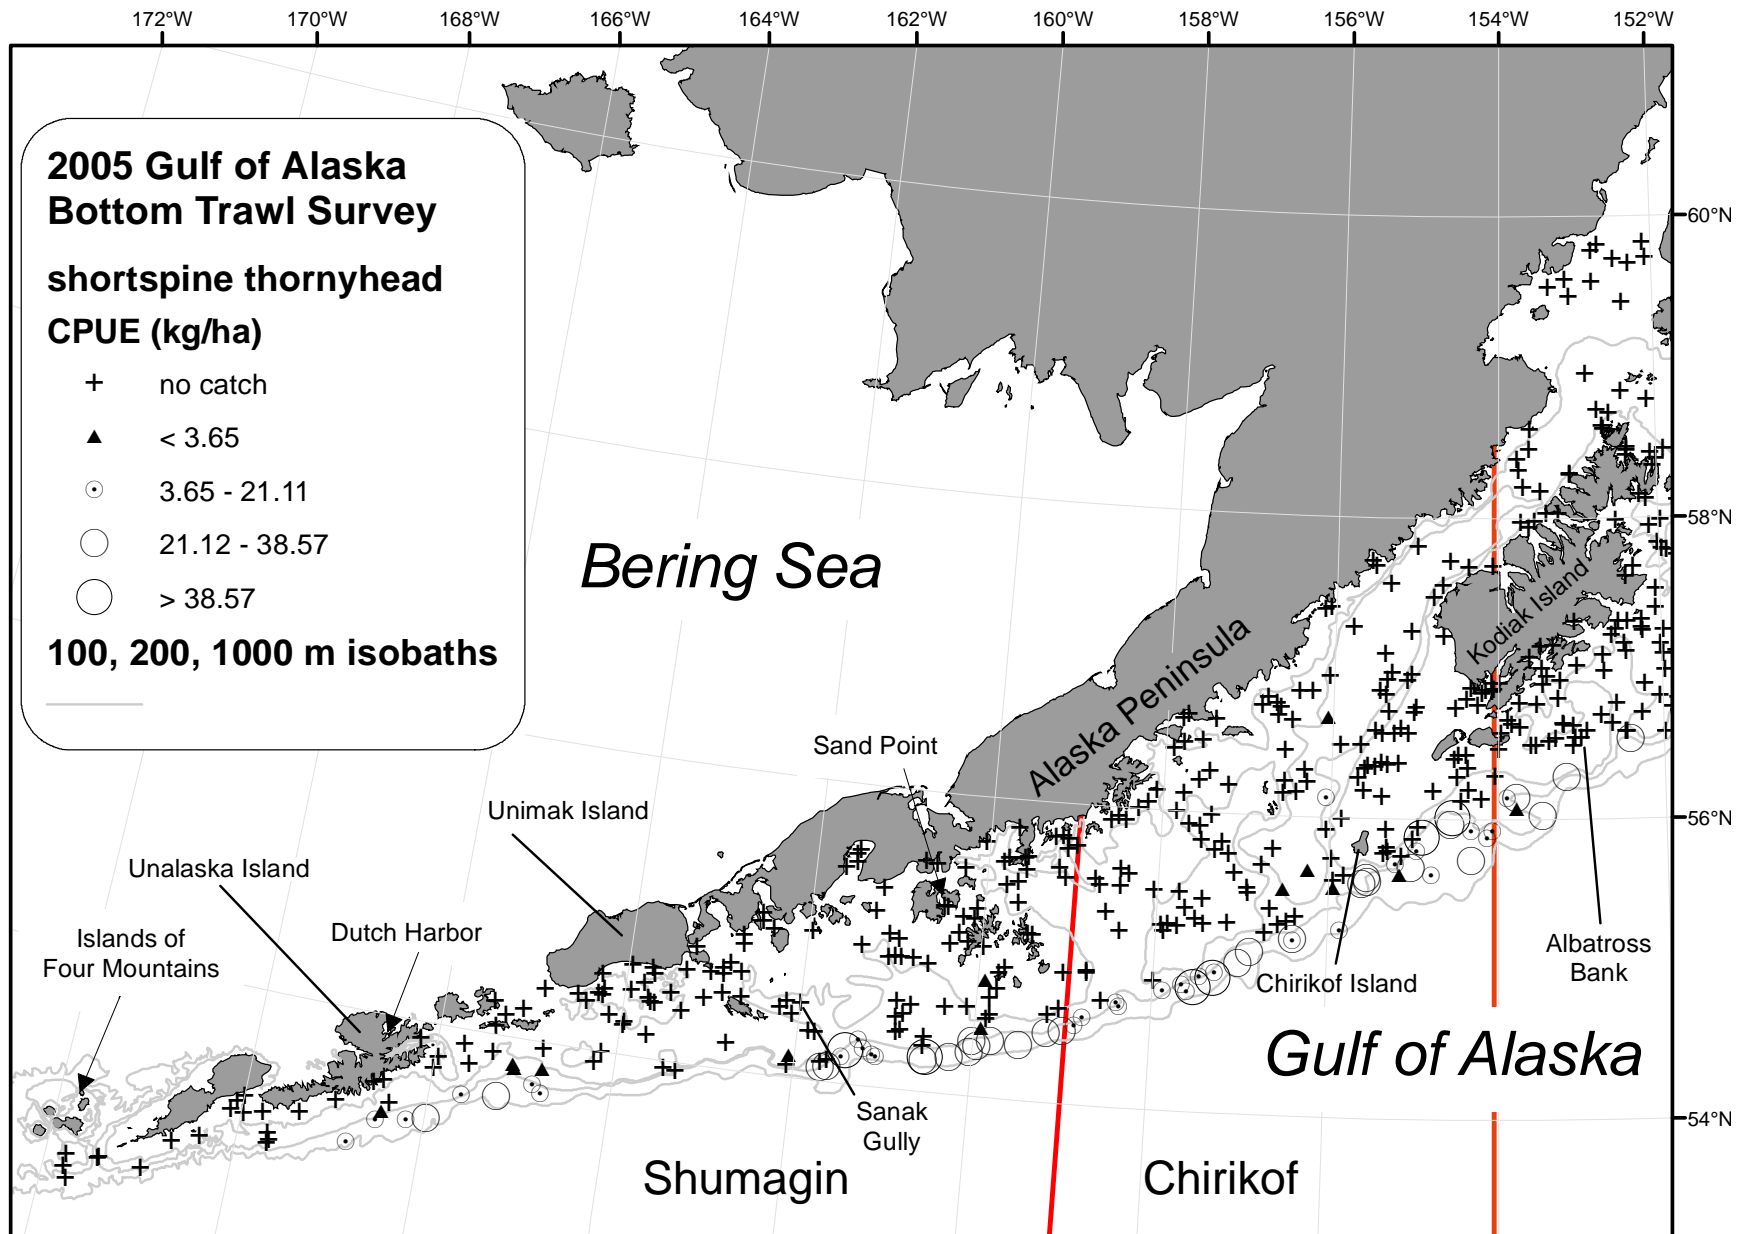 172°W 170°W 168°W 166°W 164°W 162°W 160°W 158°W 156°W 154°W 152°W
2005 Gulf of Alaska
Bottom Trawl Survey
shortspine thornyhead
CPUE (kg/ha)
no catch
< 3.65
3.65 - 21.11
21.12 - 38.57
> 38.57
100, 200, 1000 m isobaths
60°N
58°N
56°N
54°N
Bering Sea
Kodiak Island
Alaska Peninsula
Sand Point
Unimak Island
Unalaska Island
Dutch Harbor
Islands of
Four Mountains
Albatross
Bank
Chirikof Island
Gulf of Alaska
Sanak
Gully
Shumagin
Chirikof